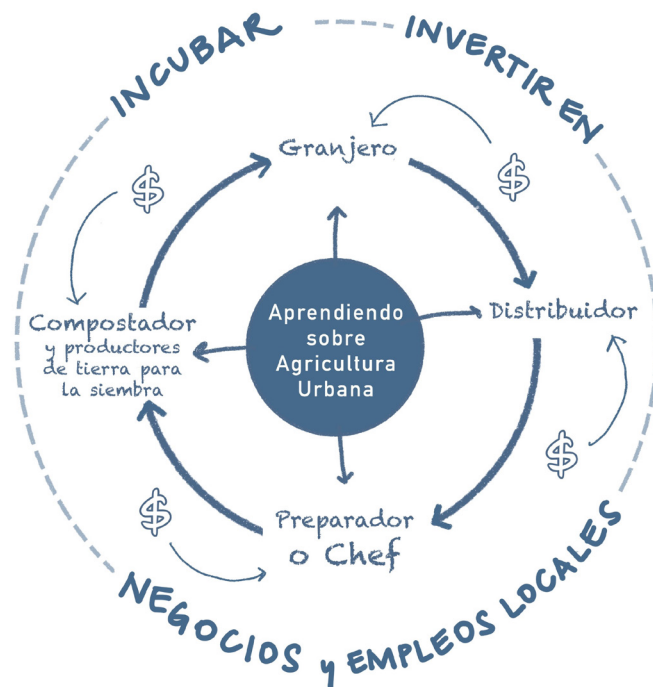 INCUBAR
INVERTIR EN
NEGOCIOS y EMPLEOS LOCALES
Granjero
$
$
Compostador
y productores
de tierra para
la siembra
Aprendiendo
sobre
Agricultura
Urbana
Distribuidor
$
$
Preparador
o Chef